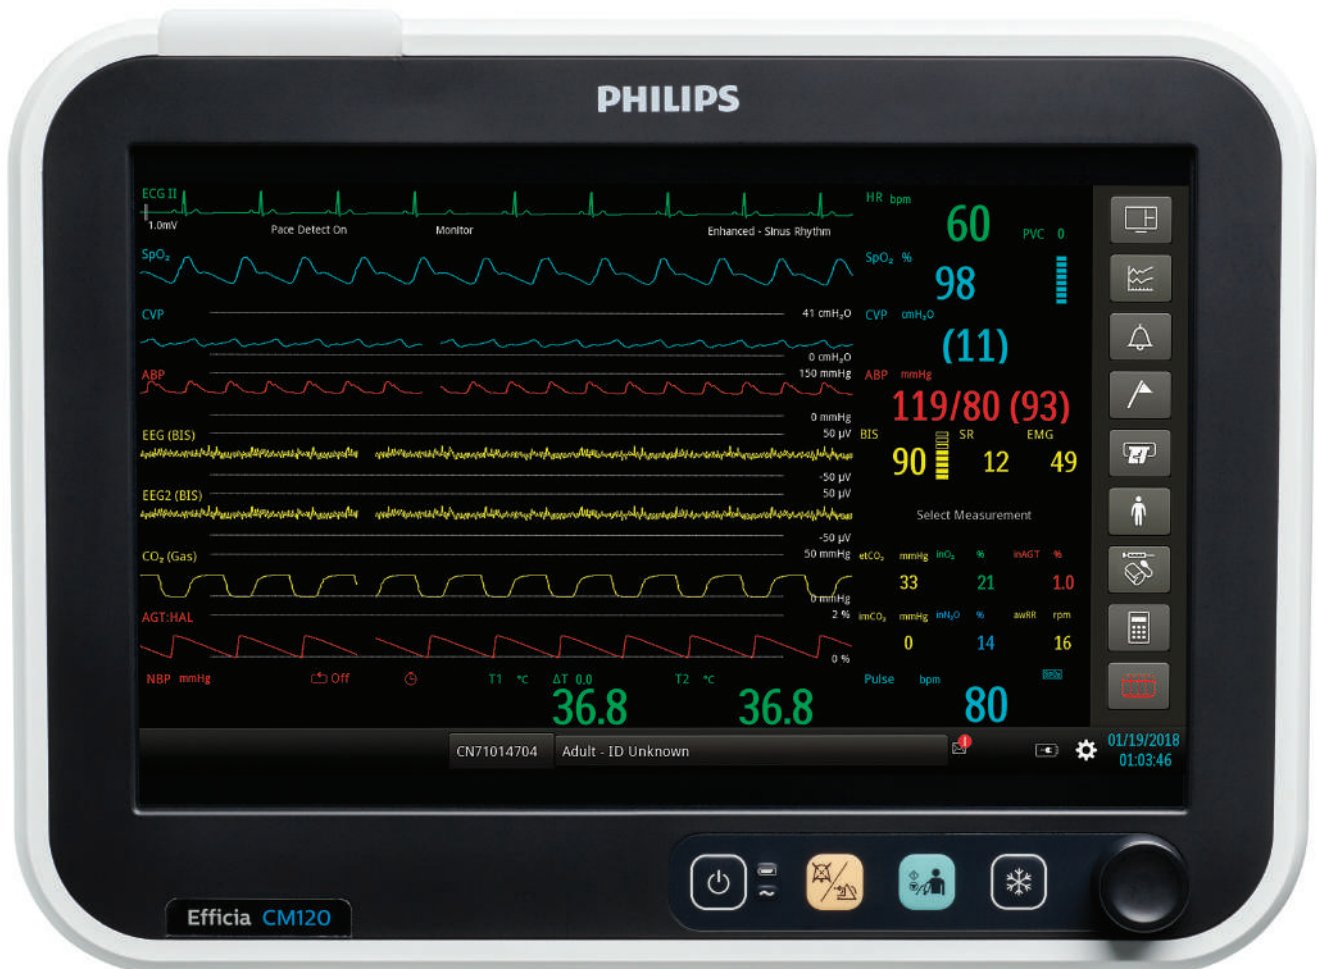 PHILIPS
ECG II
1.0mV
Pace Detect On
Monitor
Enhanced - Sinus Rhythm
HR bpm
60
PVC 0
SpO₂
SpO₂ %
98
CVP
41 cmH₂O
0 cmH₂O
CVP cmH₂O
(11)
ABP
150 mmHg
0 mmHg
ABP mmHg
119/80 (93)
EEG (BIS)
50 µV
-50 µV
BIS
90
SR
12
EMG
49
EEG2 (BIS)
50 µV
-50 µV
Select Measurement
CO₂ (Gas)
50 mmHg
0 mmHg
etCO₂ mmHg inO₂ % inAGT %
33 21 1.0
AGT:HAL
2 %
0 %
imCO₂ mmHg inN₂O % awRR rpm
0 14 16
NBP mmHg
Off
T1 °C ΔT 0.0
36.8
T2 °C
36.8
Pulse bpm
80
CN71014704
Adult - ID Unknown
01/19/2018
01:03:46
Efficia CM120